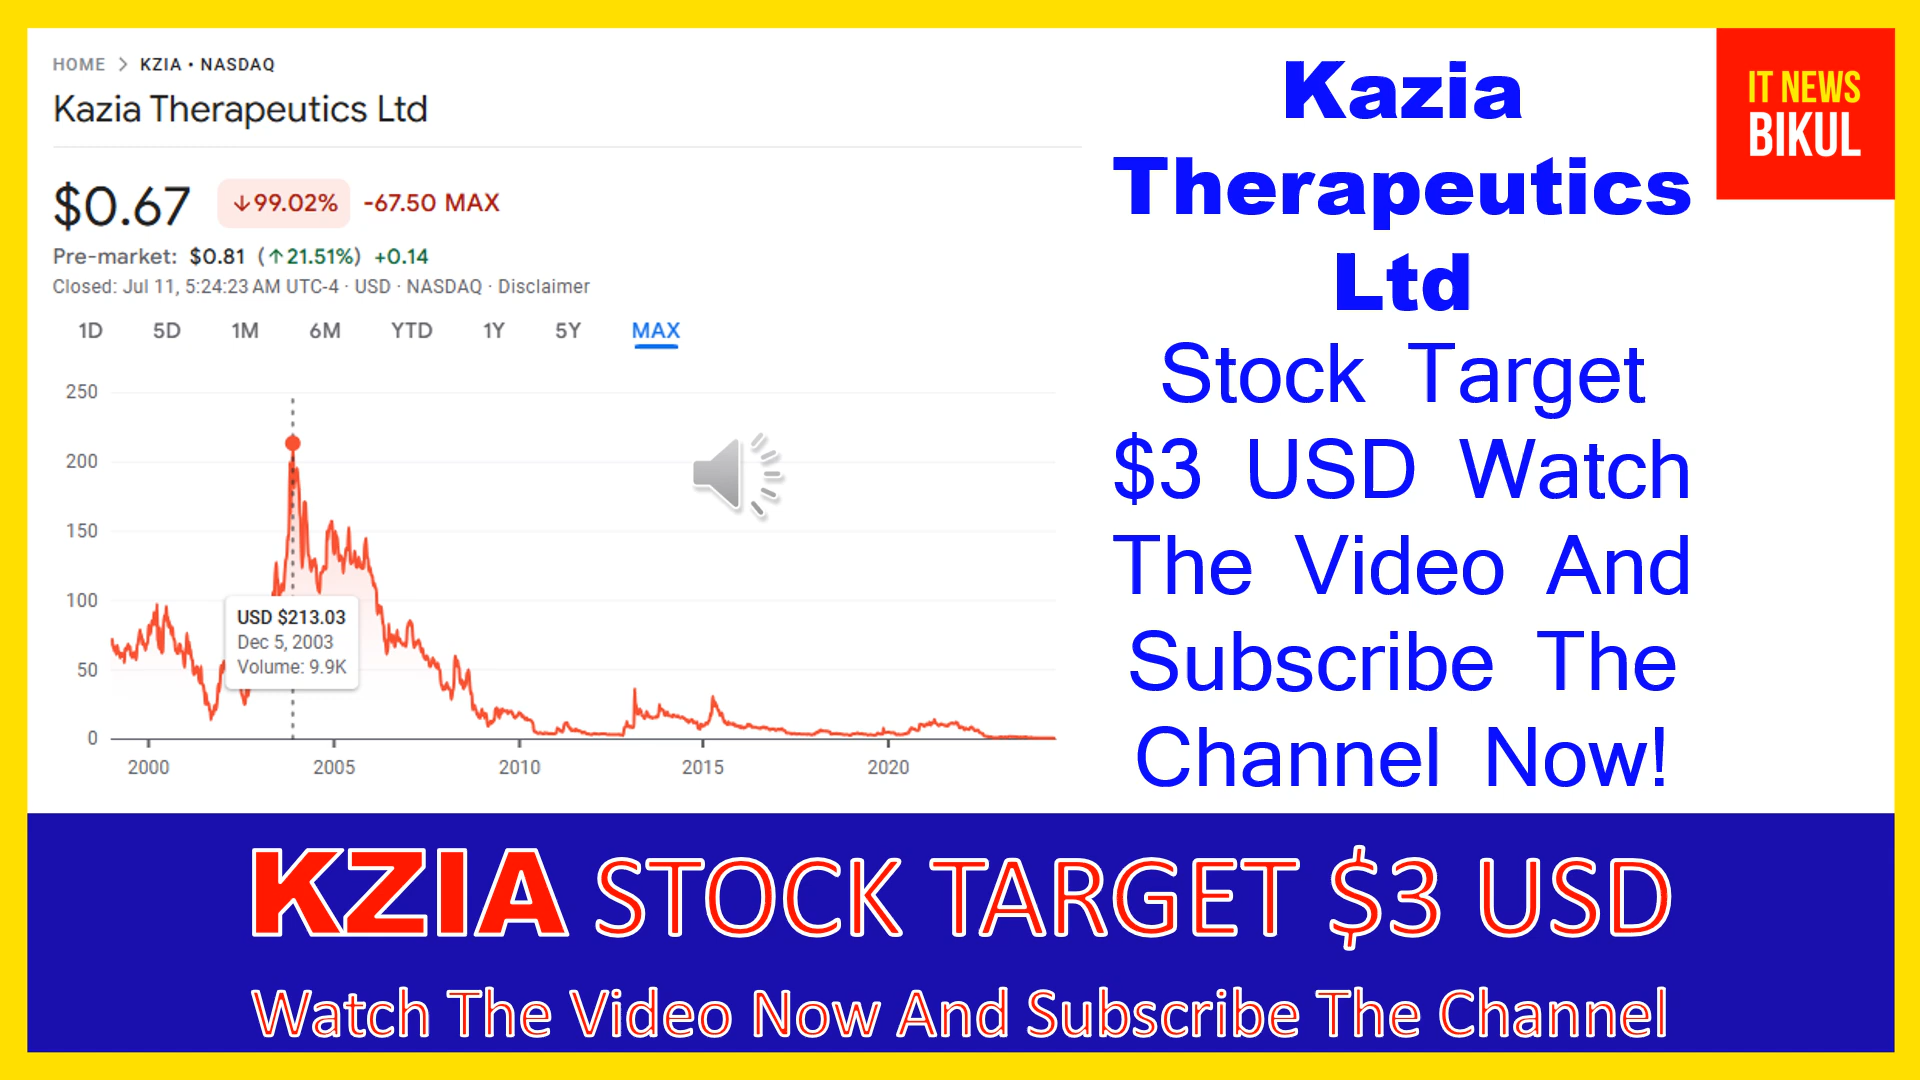 HOME > KZIA • NASDAQ
Kazia Therapeutics Ltd
$0.67 ↓99.02% -67.50 MAX
Pre-market: $0.81 (↑21.51%) +0.14
Closed: Jul 11, 5:24:23 AM UTC-4 · USD · NASDAQ · Disclaimer
1D 5D 1M 6M YTD 1Y 5Y MAX
250
200
150
100
50
0
USD $213.03
Dec 5, 2003
Volume: 9.9K
2000 2005 2010 2015 2020
Kazia
Therapeutics
Ltd
Stock Target
$3 USD Watch
The Video And
Subscribe The
Channel Now!
IT NEWS
BIKUL
KZIA STOCK TARGET $3 USD
Watch The Video Now And Subscribe The Channel